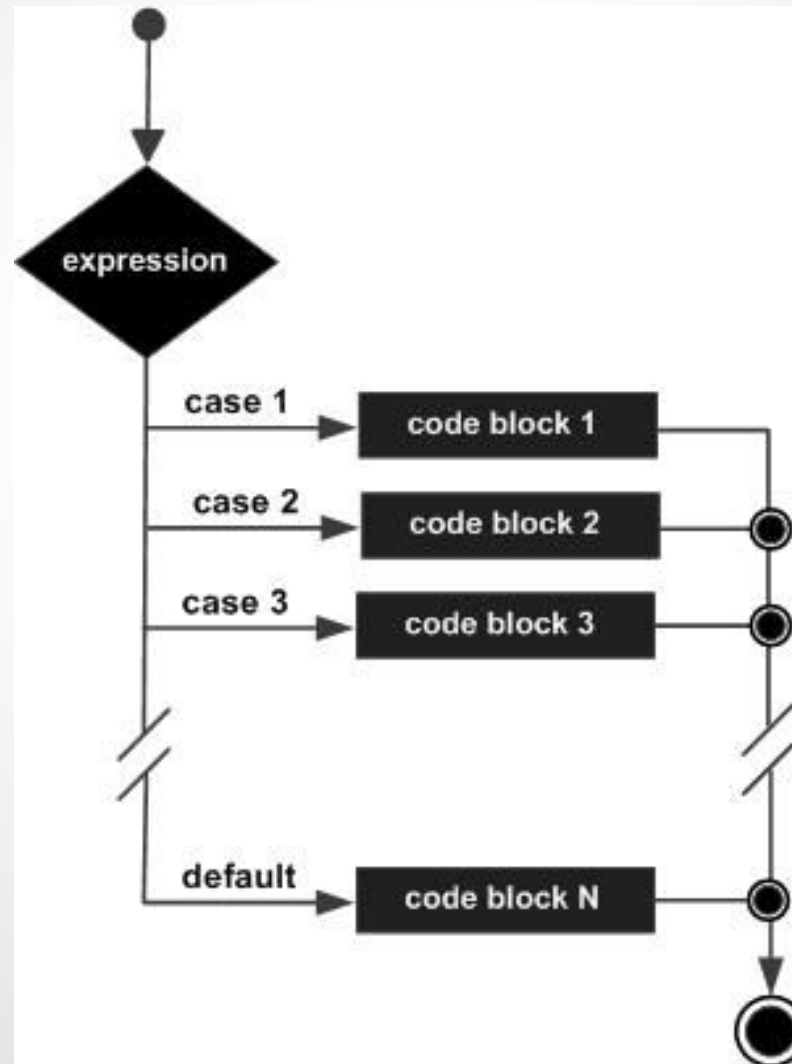 expression
case 1
code block 1
case 2
code block 2
case 3
code block 3
default
code block N